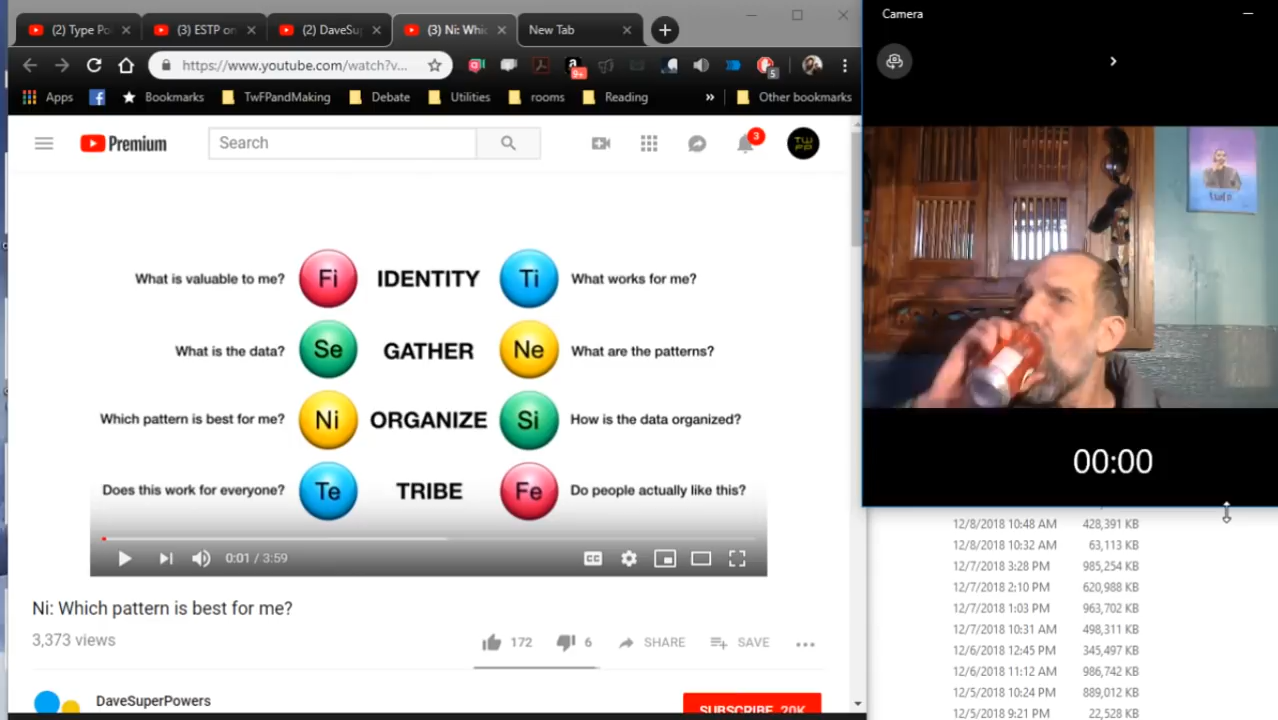 (2) Type Po
(3) ESTP or
(2) DaveSup
(3) Ni: Whic
New Tab
Camera
https://www.youtube.com/watch?v...
9+
5
Apps
Bookmarks
TwFPandMaking
Debate
Utilities
rooms
Reading
»
Other bookmarks
Premium
Search
3
TWFP
twfp
What is valuable to me? Fi IDENTITY Ti What works for me?
What is the data? Se GATHER Ne What are the patterns?
Which pattern is best for me? Ni ORGANIZE Si How is the data organized?
Does this work for everyone? Te TRIBE Fe Do people actually like this?
0:01 / 3:59
CC
Ni: Which pattern is best for me?
3,373 views
172
6
SHARE
SAVE
DaveSuperPowers
SUBSCRIBE 20K
00:00
12/8/2018 10:48 AM 428,391 KB
12/8/2018 10:32 AM 63,113 KB
12/7/2018 3:28 PM 985,254 KB
12/7/2018 2:10 PM 620,988 KB
12/7/2018 1:03 PM 963,702 KB
12/7/2018 10:31 AM 498,311 KB
12/6/2018 12:45 PM 345,497 KB
12/6/2018 11:12 AM 986,742 KB
12/5/2018 10:24 PM 889,012 KB
12/5/2018 9:21 PM 22,528 KB